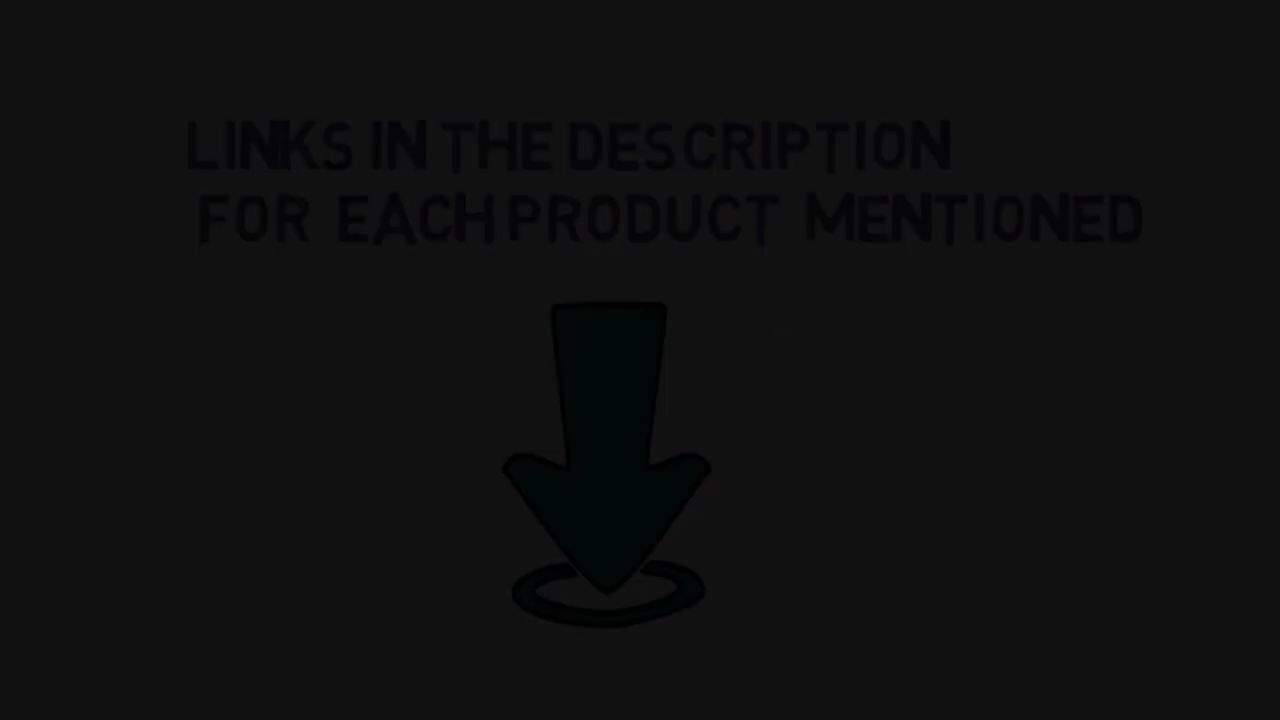 LINKS IN THE DESCRIPTION
FOR EACH PRODUCT MENTIONED